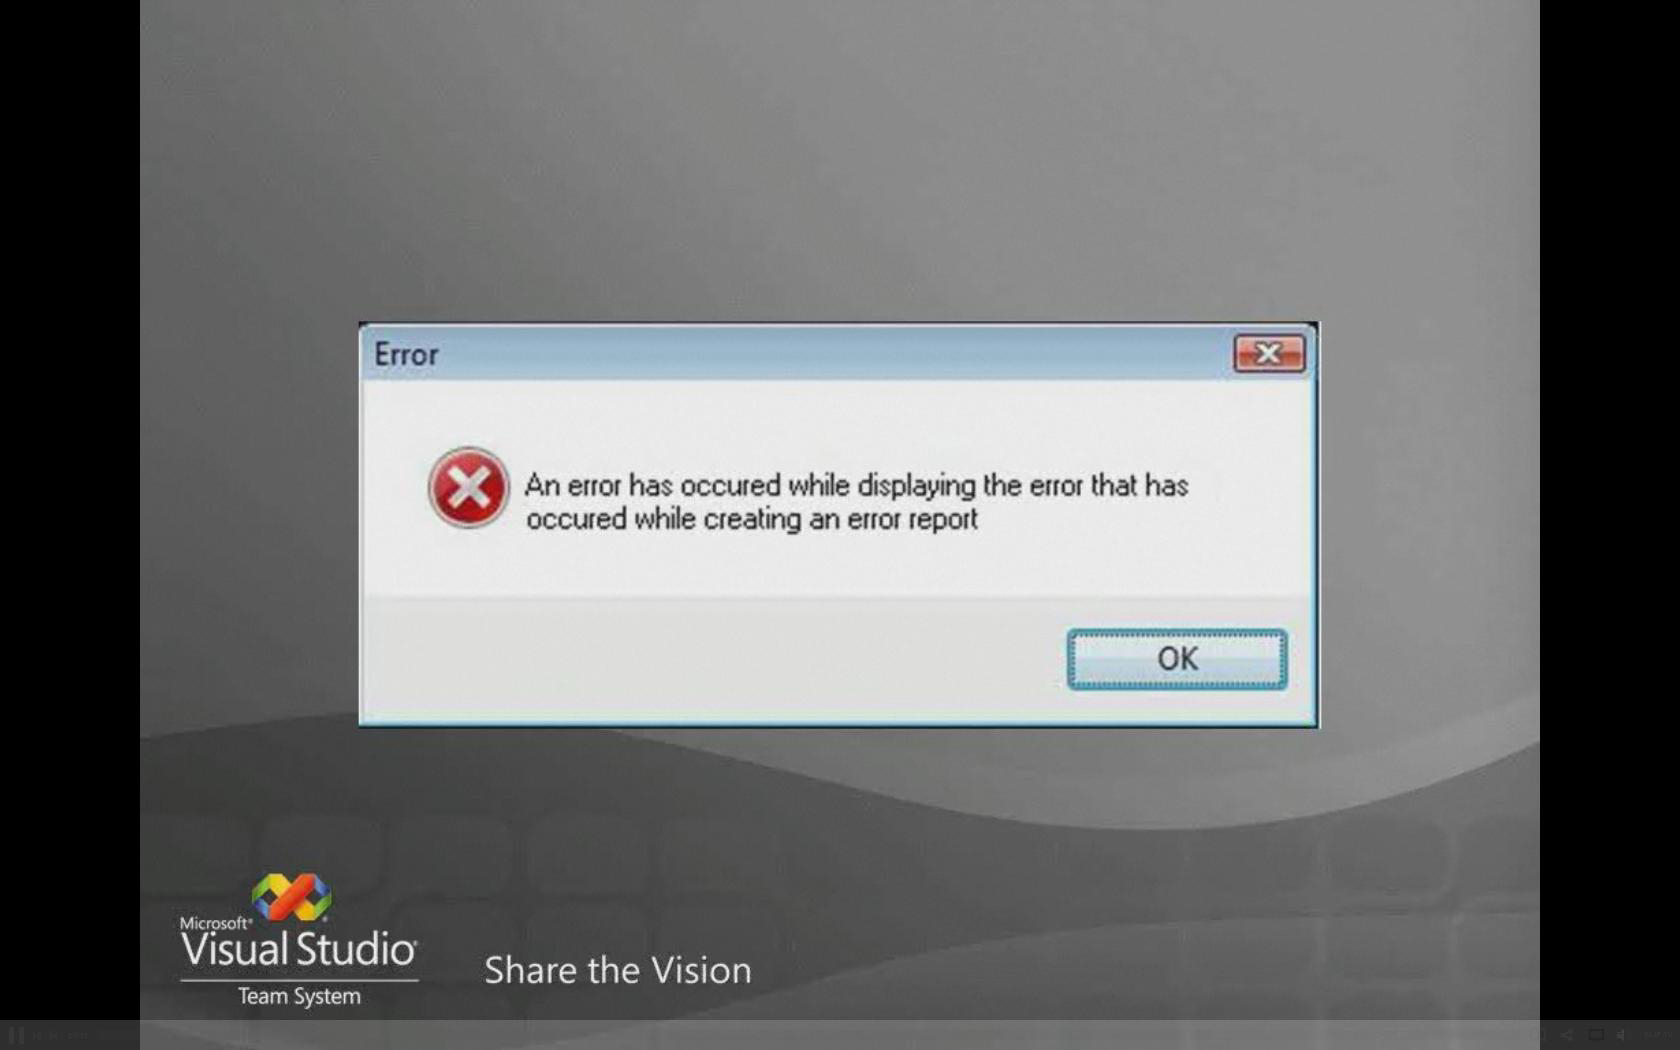 Error
An error has occured while displaying the error that has
occured while creating an error report
OK
Microsoft®
Visual Studio®
Team System
Share the Vision